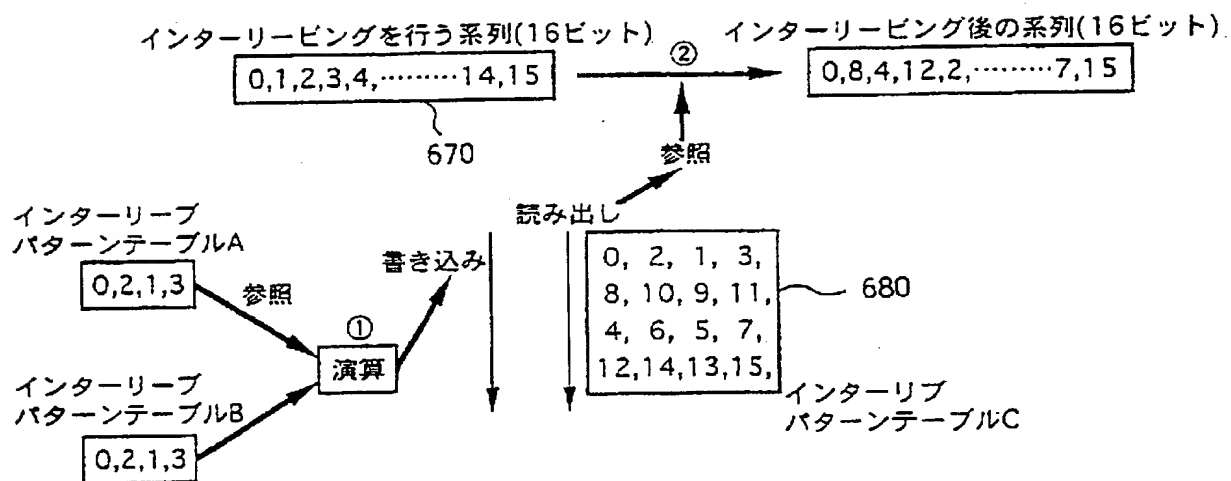 インターリービングを行う系列(16ビット)
0,1,2,3,4,………14,15
670
②
インターリービング後の系列(16ビット)
0,8,4,12,2,………7,15
参照
インターリーブ
パターンテーブルA
0,2,1,3
参照
インターリーブ
パターンテーブルB
0,2,1,3
①
演算
書き込み
読み出し
0, 2, 1, 3,
8, 10, 9, 11,
4, 6, 5, 7,
12,14,13,15,
680
インターリブ
パターンテーブルC